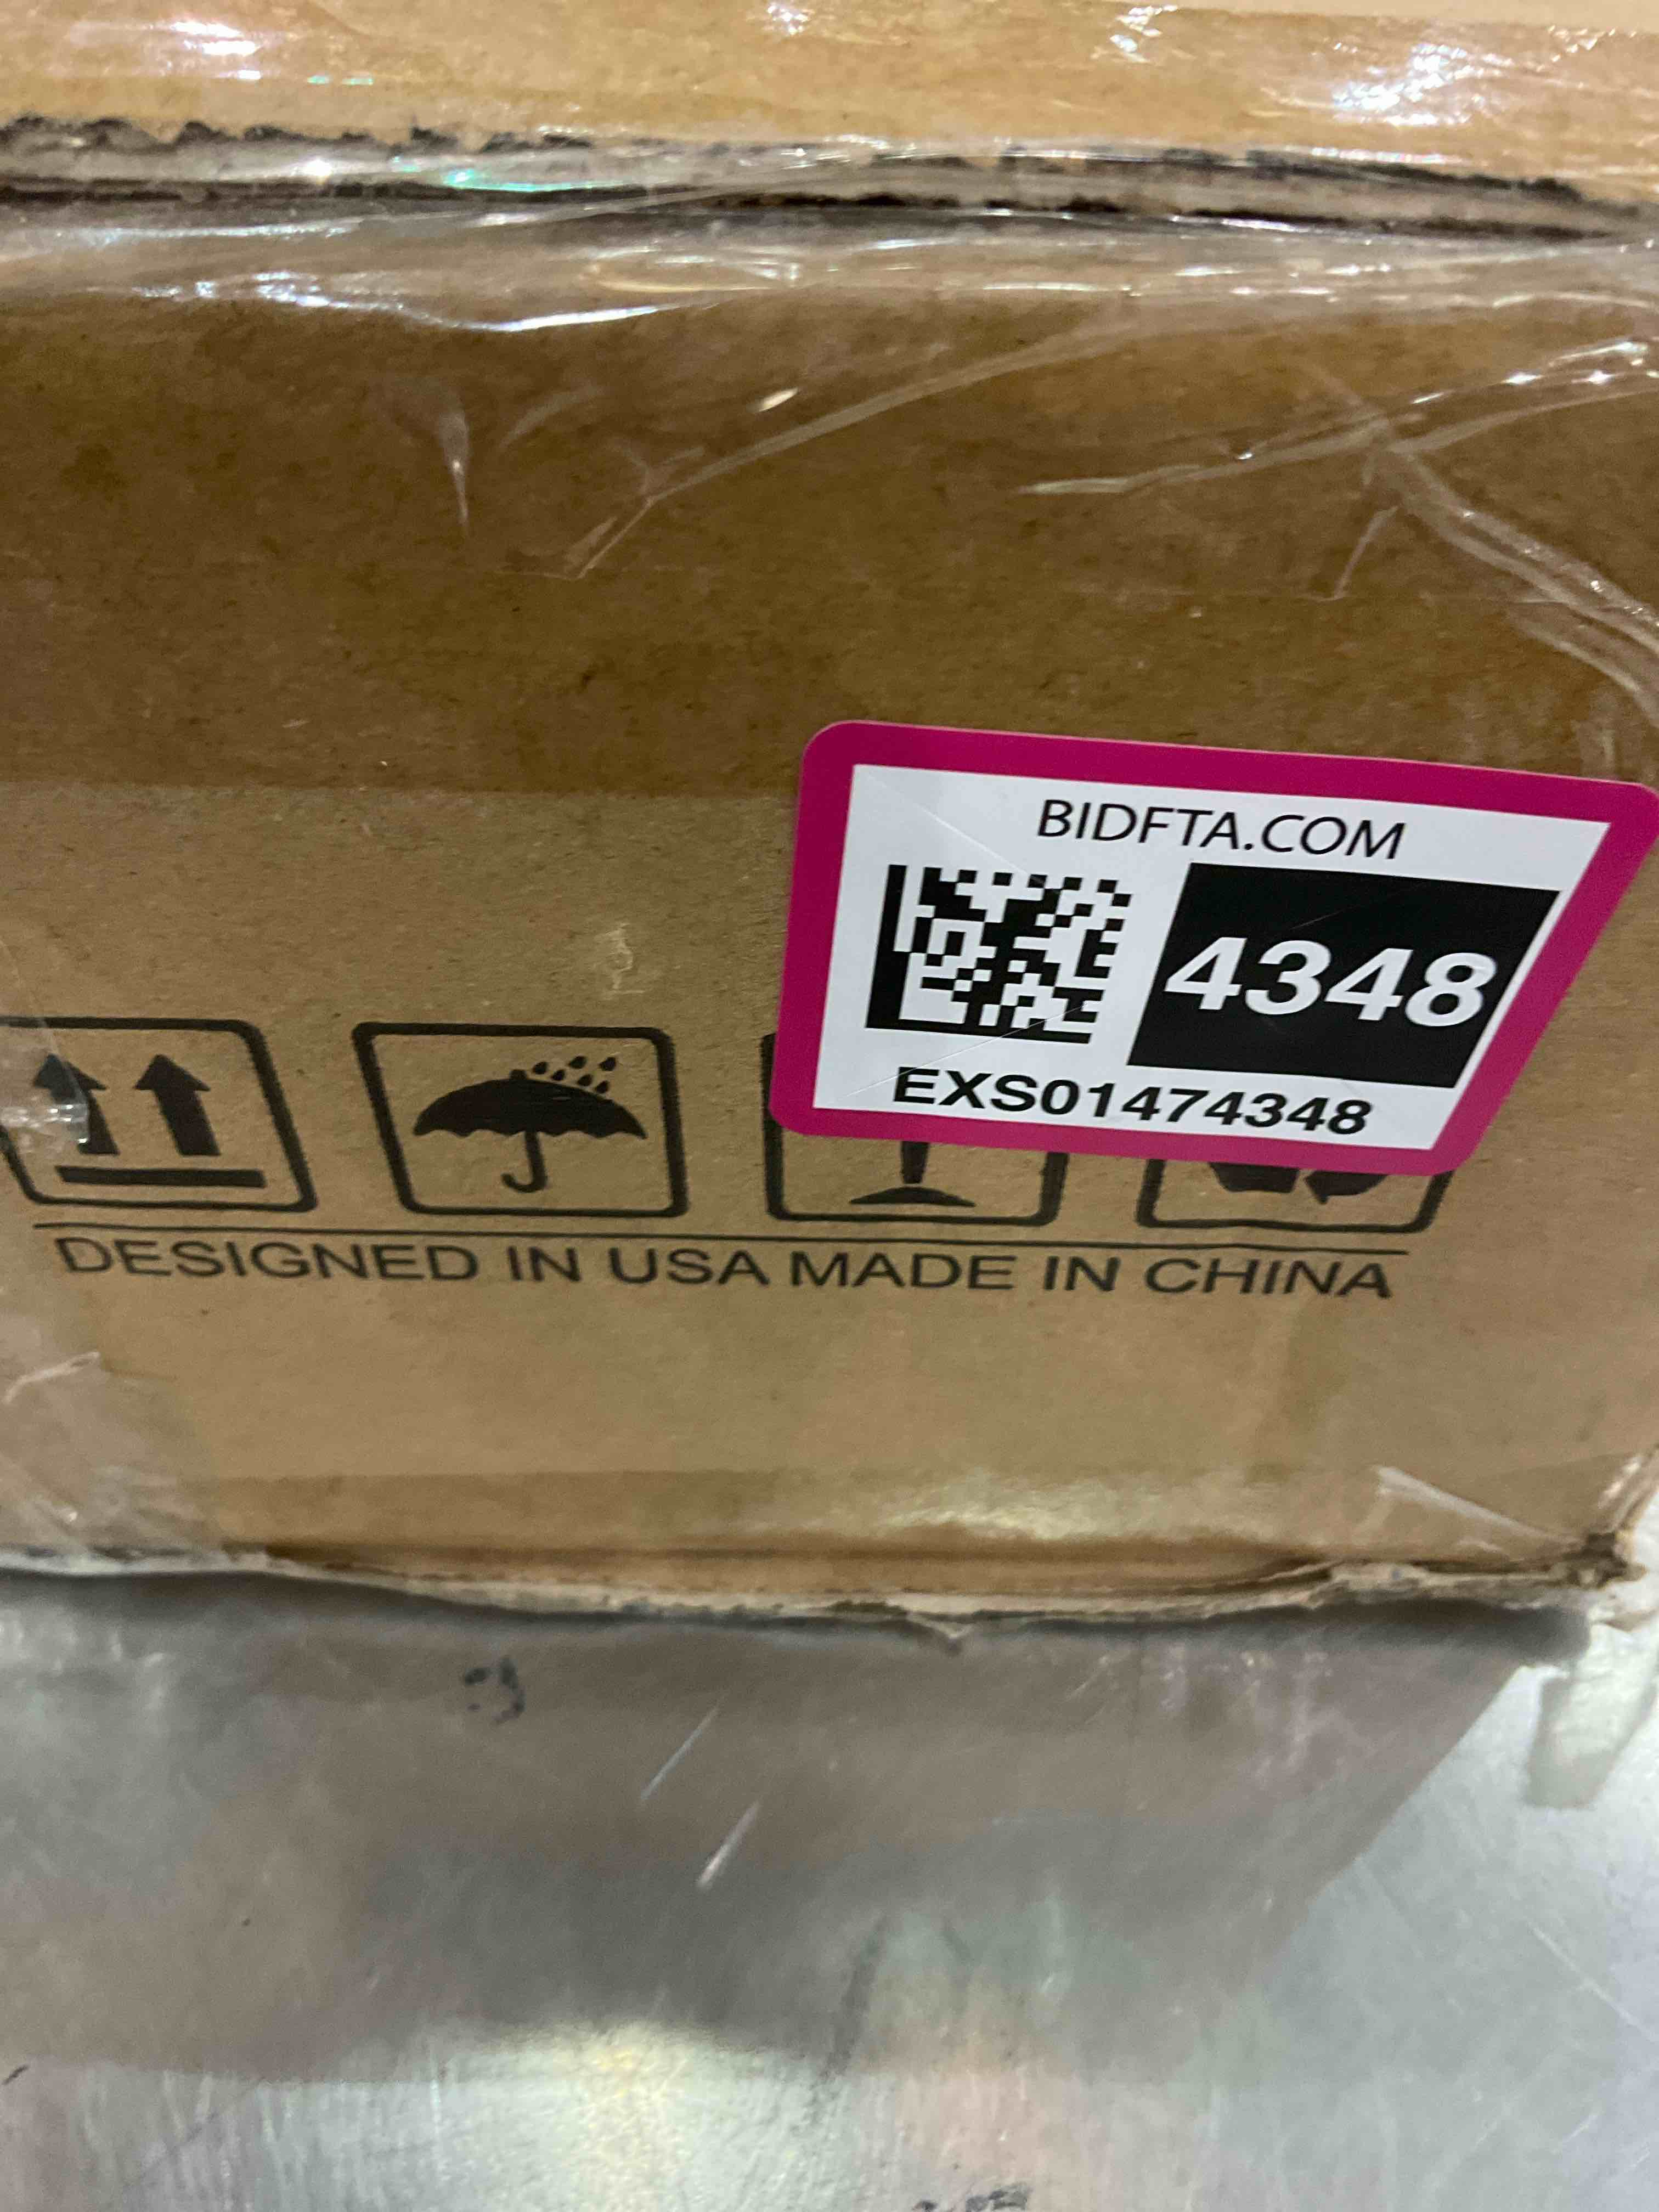 BIDFTA.COM
4348
EXS01474348
DESIGNED IN USA MADE IN CHINA